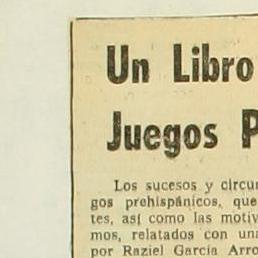 Un Libro
Juegos P
Los sucesos y circun
gos prehispánicos, que
tes, así como las motiv
mos, relatados con una
por Raziel García Arro